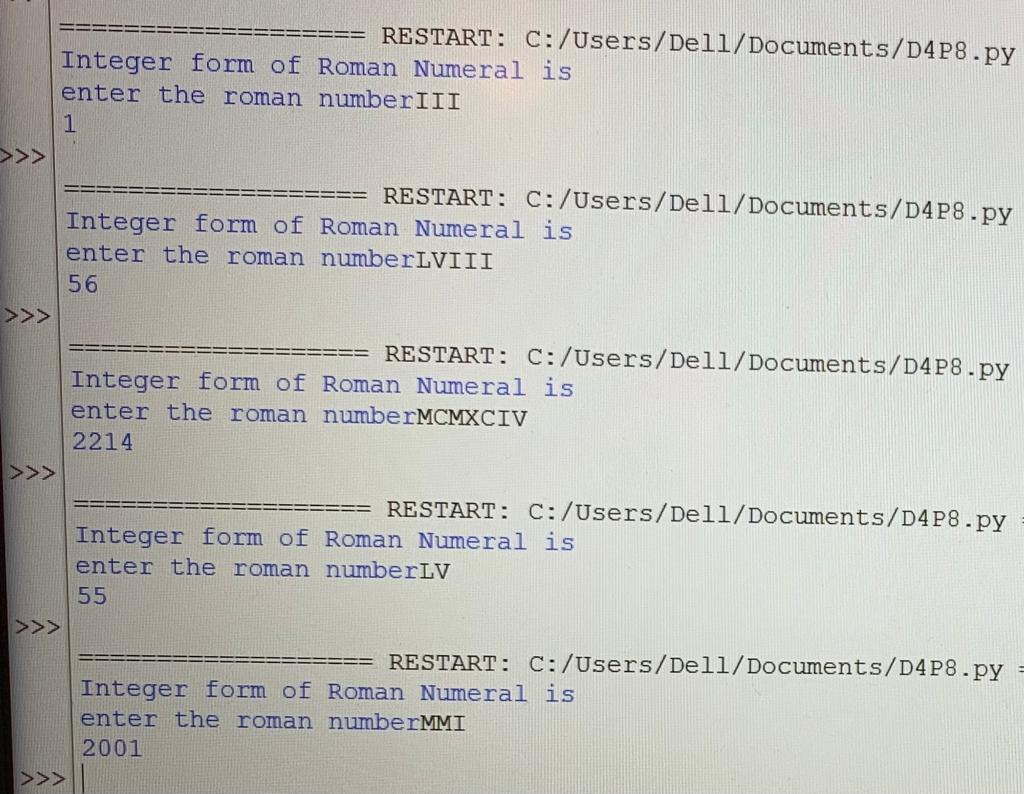 =================== RESTART: C:/Users/Dell/Documents/D4P8.py
Integer form of Roman Numeral is
enter the roman numberIII
1
>>>
=================== RESTART: C:/Users/Dell/Documents/D4P8.py
Integer form of Roman Numeral is
enter the roman numberLVIII
56
>>>
=================== RESTART: C:/Users/Dell/Documents/D4P8.py
Integer form of Roman Numeral is
enter the roman numberMCMXCIV
2214
>>>
=================== RESTART: C:/Users/Dell/Documents/D4P8.py =
Integer form of Roman Numeral is
enter the roman numberLV
55
>>>
=================== RESTART: C:/Users/Dell/Documents/D4P8.py =
Integer form of Roman Numeral is
enter the roman numberMMI
2001
>>>